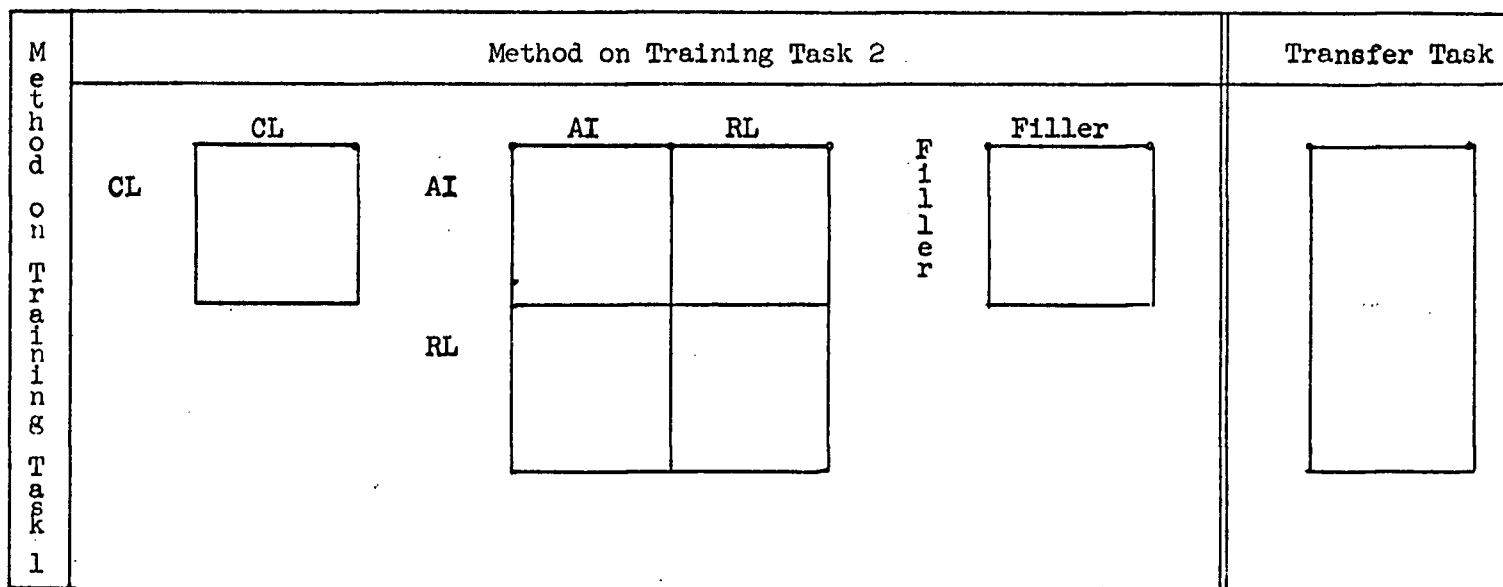 Method on Training Task 1
Method on Training Task 2
Transfer Task
CL
AI RL
Filler
CL
AI
Filler
RL